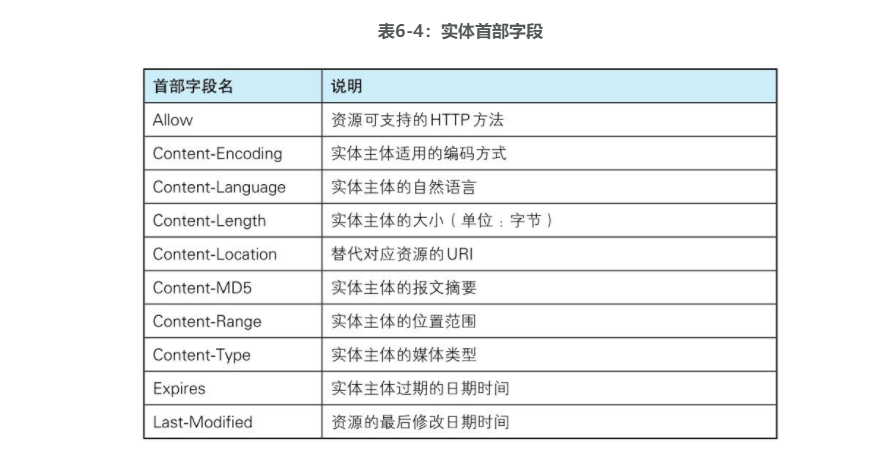 表6-4：实体首部字段
首部字段名 说明
Allow 资源可支持的HTTP方法
Content-Encoding 实体主体适用的编码方式
Content-Language 实体主体的自然语言
Content-Length 实体主体的大小（单位：字节）
Content-Location 替代对应资源的URI
Content-MD5 实体主体的报文摘要
Content-Range 实体主体的位置范围
Content-Type 实体主体的媒体类型
Expires 实体主体过期的日期时间
Last-Modified 资源的最后修改日期时间